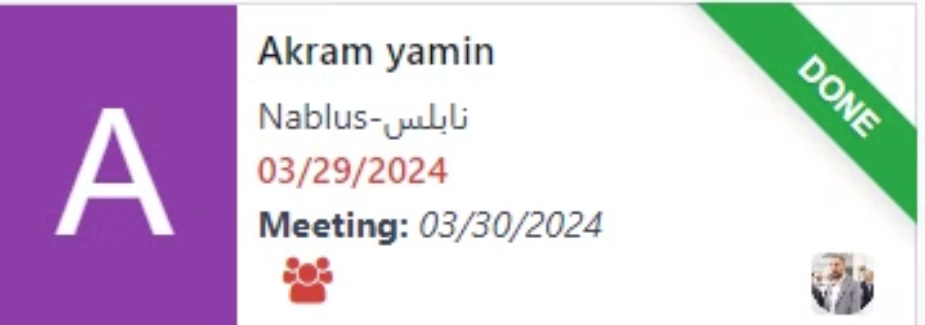 A
Akram yamin
Nablus-نابلس
03/29/2024
Meeting: 03/30/2024
DONE